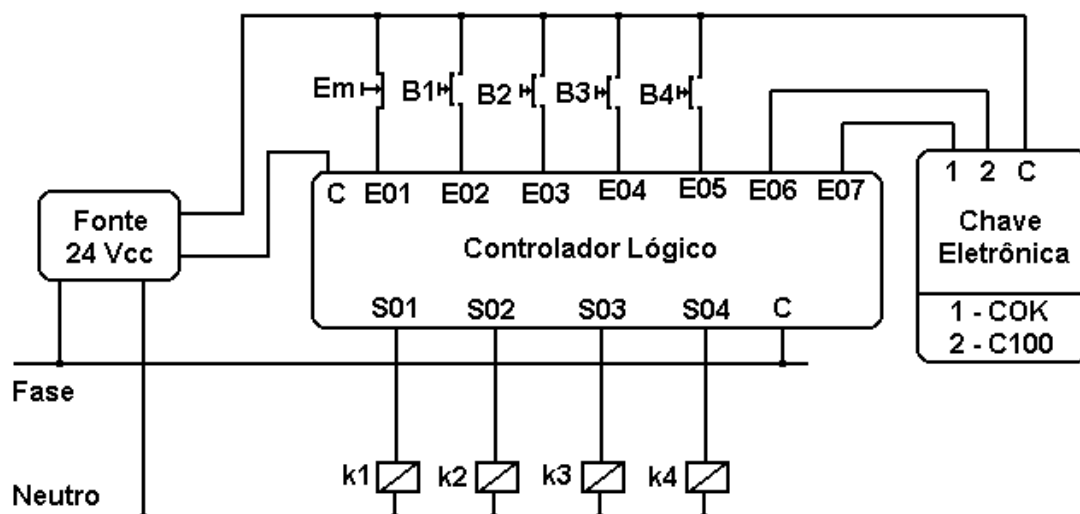 Em B1 B2 B3 B4
C E01 E02 E03 E04 E05 E06 E07
1 2 C
Fonte
24 Vcc
Controlador Lógico
Chave
Eletrônica
S01 S02 S03 S04 C
1 - COK
2 - C100
Fase
k1 k2 k3 k4
Neutro